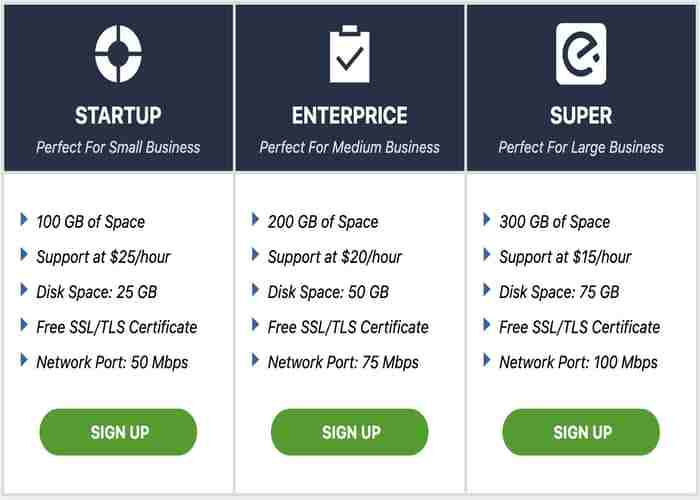 STARTUP
Perfect For Small Business
100 GB of Space
Support at $25/hour
Disk Space: 25 GB
Free SSL/TLS Certificate
Network Port: 50 Mbps
SIGN UP
ENTERPRICE
Perfect For Medium Business
200 GB of Space
Support at $20/hour
Disk Space: 50 GB
Free SSL/TLS Certificate
Network Port: 75 Mbps
SIGN UP
SUPER
Perfect For Large Business
300 GB of Space
Support at $15/hour
Disk Space: 75 GB
Free SSL/TLS Certificate
Network Port: 100 Mbps
SIGN UP